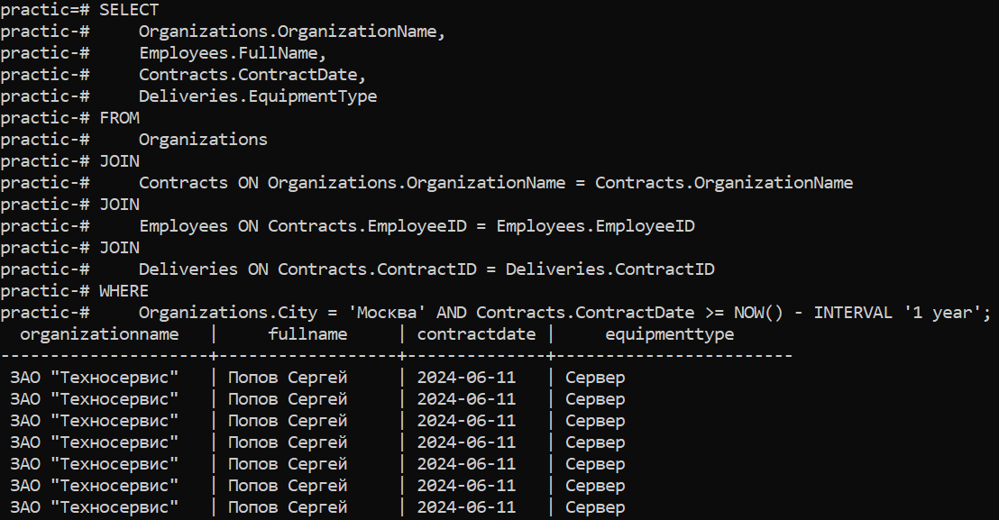 practic=# SELECT
practic-#     Organizations.OrganizationName,
practic-#     Employees.FullName,
practic-#     Contracts.ContractDate,
practic-#     Deliveries.EquipmentType
practic-# FROM
practic-#     Organizations
practic-# JOIN
practic-#     Contracts ON Organizations.OrganizationName = Contracts.OrganizationName
practic-# JOIN
practic-#     Employees ON Contracts.EmployeeID = Employees.EmployeeID
practic-# JOIN
practic-#     Deliveries ON Contracts.ContractID = Deliveries.ContractID
practic-# WHERE
practic-#     Organizations.City = 'Москва' AND Contracts.ContractDate >= NOW() - INTERVAL '1 year';
  organizationname   |     fullname     | contractdate |     equipmenttype
---------------------+------------------+--------------+------------------------
 ЗАО "Техносервис"   | Попов Сергей     | 2024-06-11   | Сервер
 ЗАО "Техносервис"   | Попов Сергей     | 2024-06-11   | Сервер
 ЗАО "Техносервис"   | Попов Сергей     | 2024-06-11   | Сервер
 ЗАО "Техносервис"   | Попов Сергей     | 2024-06-11   | Сервер
 ЗАО "Техносервис"   | Попов Сергей     | 2024-06-11   | Сервер
 ЗАО "Техносервис"   | Попов Сергей     | 2024-06-11   | Сервер
 ЗАО "Техносервис"   | Попов Сергей     | 2024-06-11   | Сервер